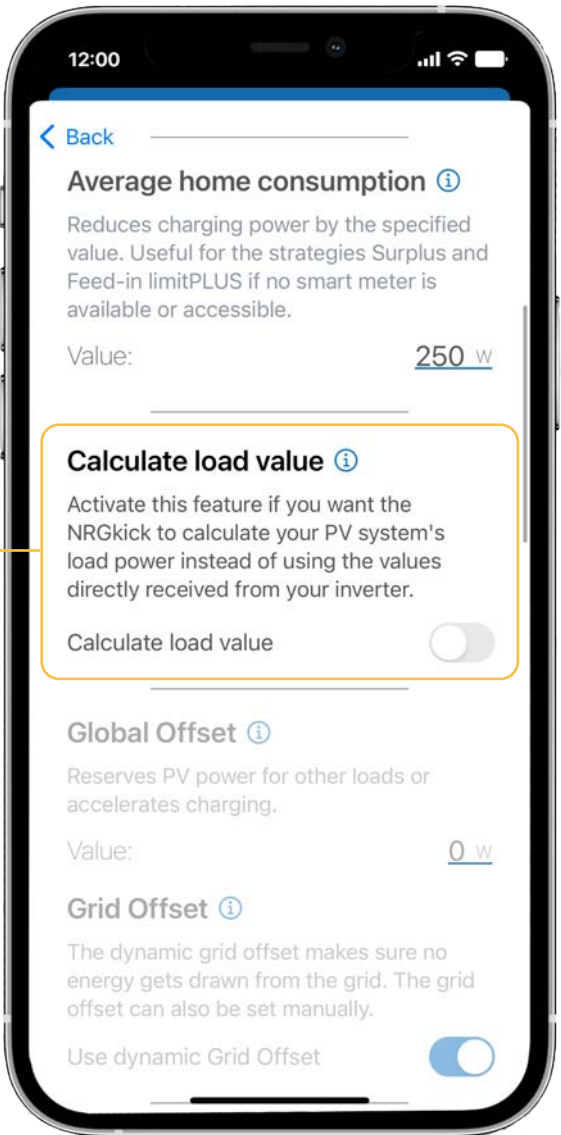 12:00
Back
Average home consumption
Reduces charging power by the specified
value. Useful for the strategies Surplus and
Feed-in limitPLUS if no smart meter is
available or accessible.
Value: 250 W
Calculate load value
Activate this feature if you want the
NRGkick to calculate your PV system's
load power instead of using the values
directly received from your inverter.
Calculate load value
Global Offset
Reserves PV power for other loads or
accelerates charging.
Value: 0 W
Grid Offset
The dynamic grid offset makes sure no
energy gets drawn from the grid. The grid
offset can also be set manually.
Use dynamic Grid Offset